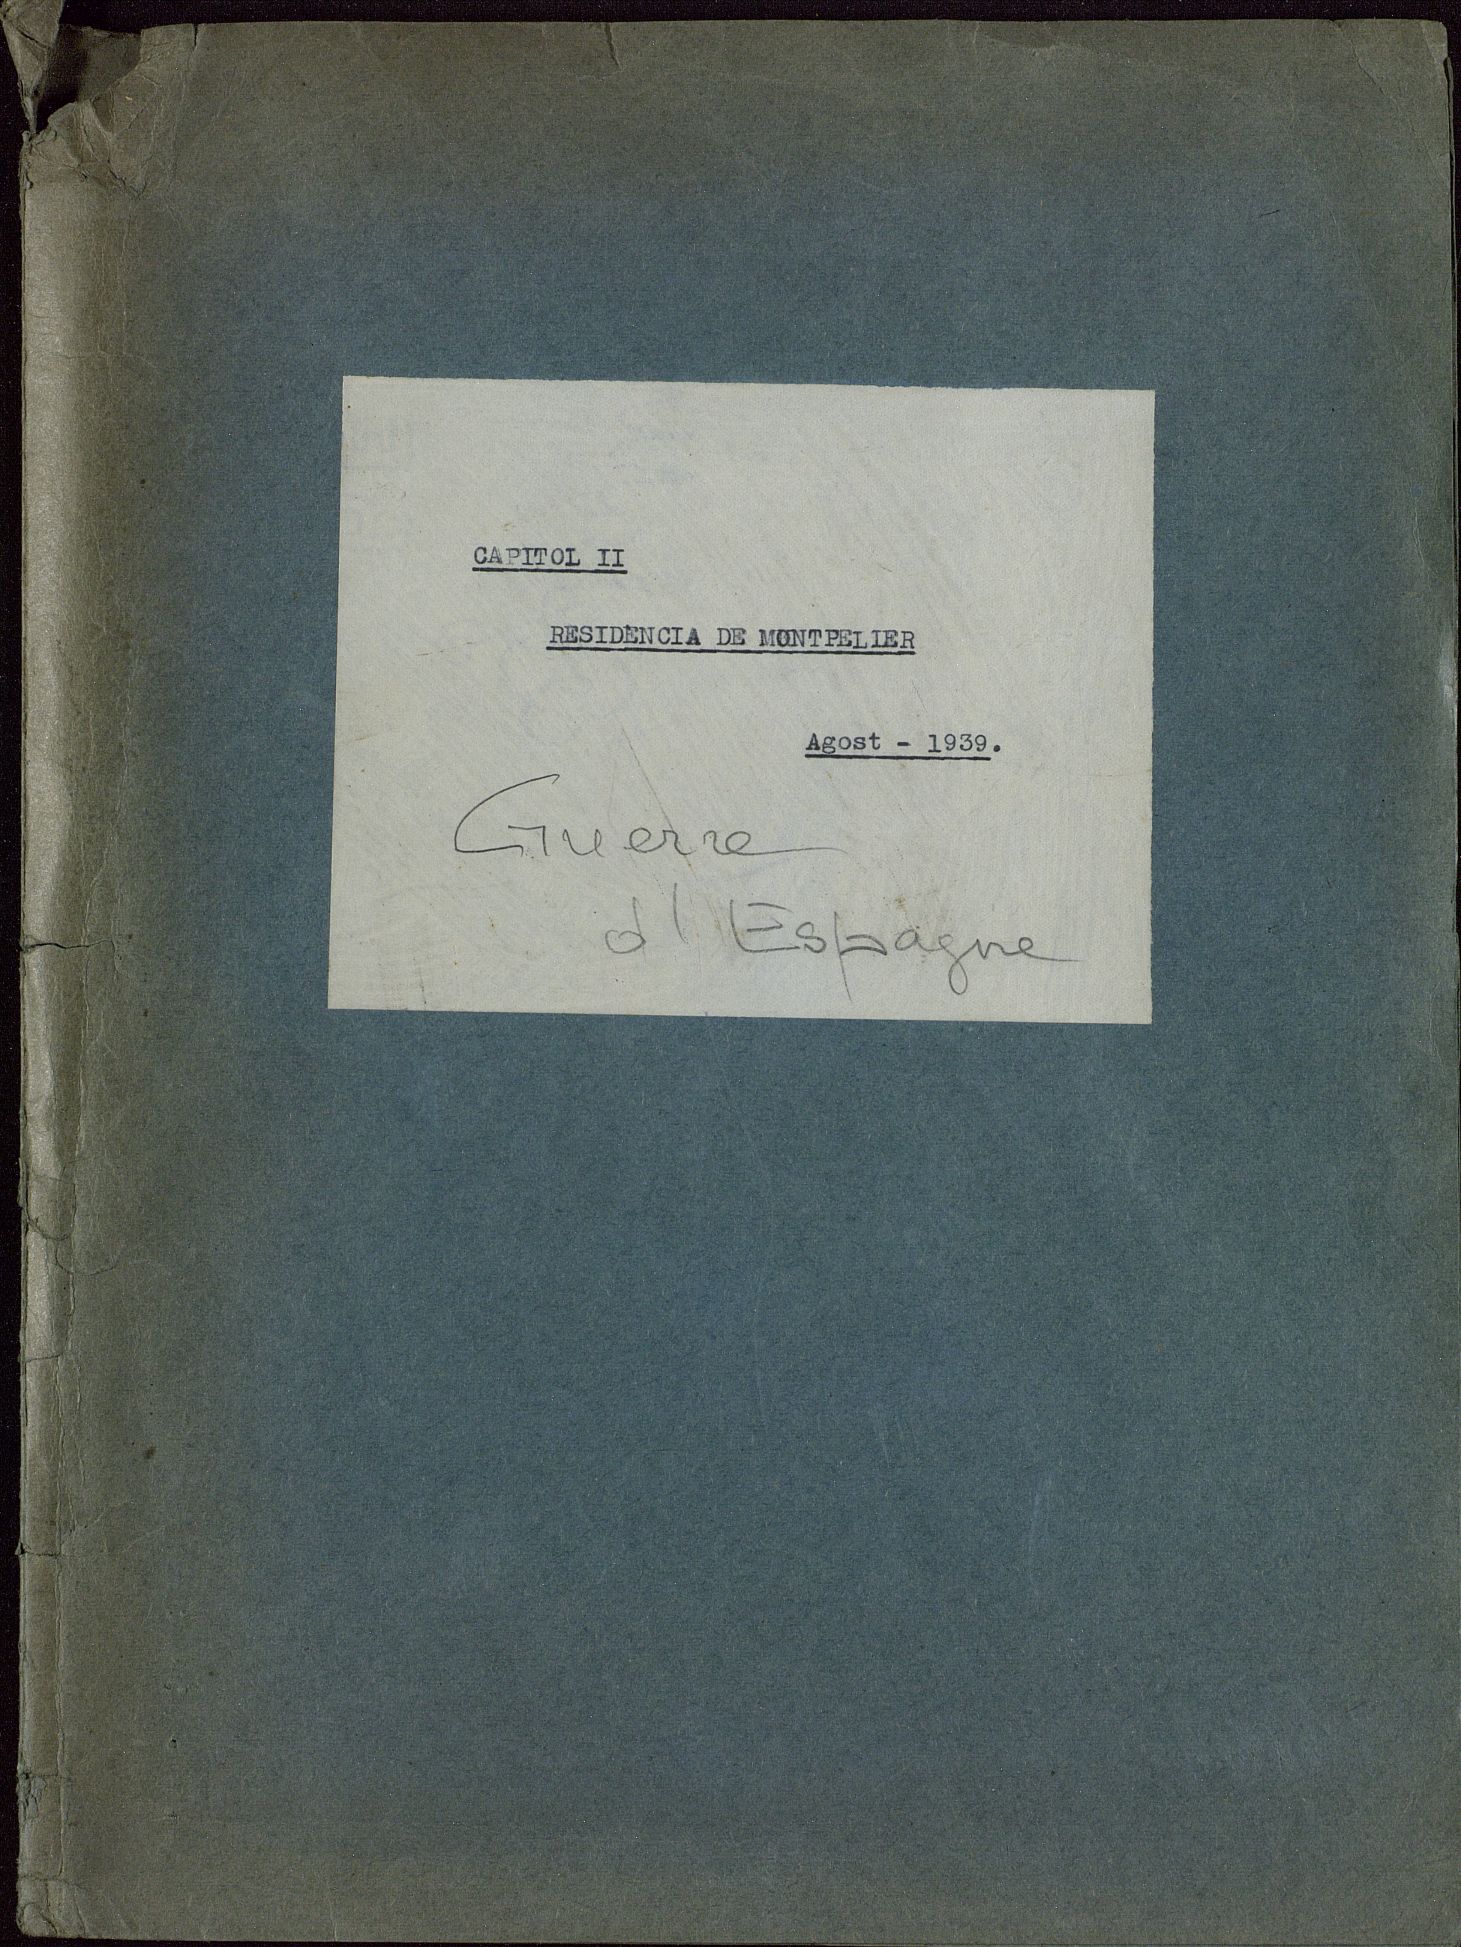 CAPITOL II
RESIDÈNCIA DE MONTPELIER
Agost - 1939.
Guerre
d'Espagne